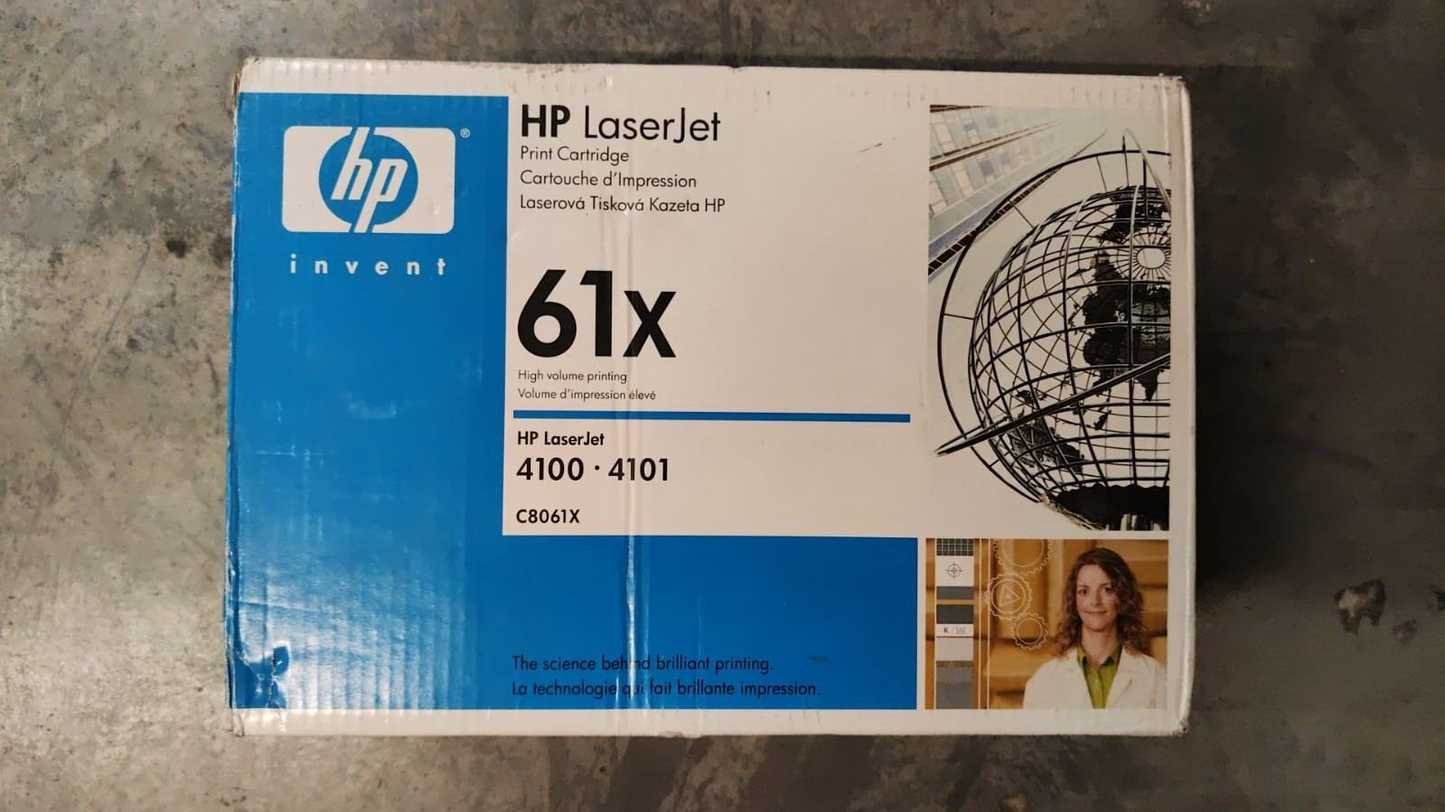 hp
®
invent
HP LaserJet
Print Cartridge
Cartouche d'Impression
Laserová Tisková Kazeta HP
61x
High volume printing
Volume d'impression élevé
HP LaserJet
4100 · 4101
C8061X
K
The science behind brilliant printing.
La technologie qui fait brillante impression.